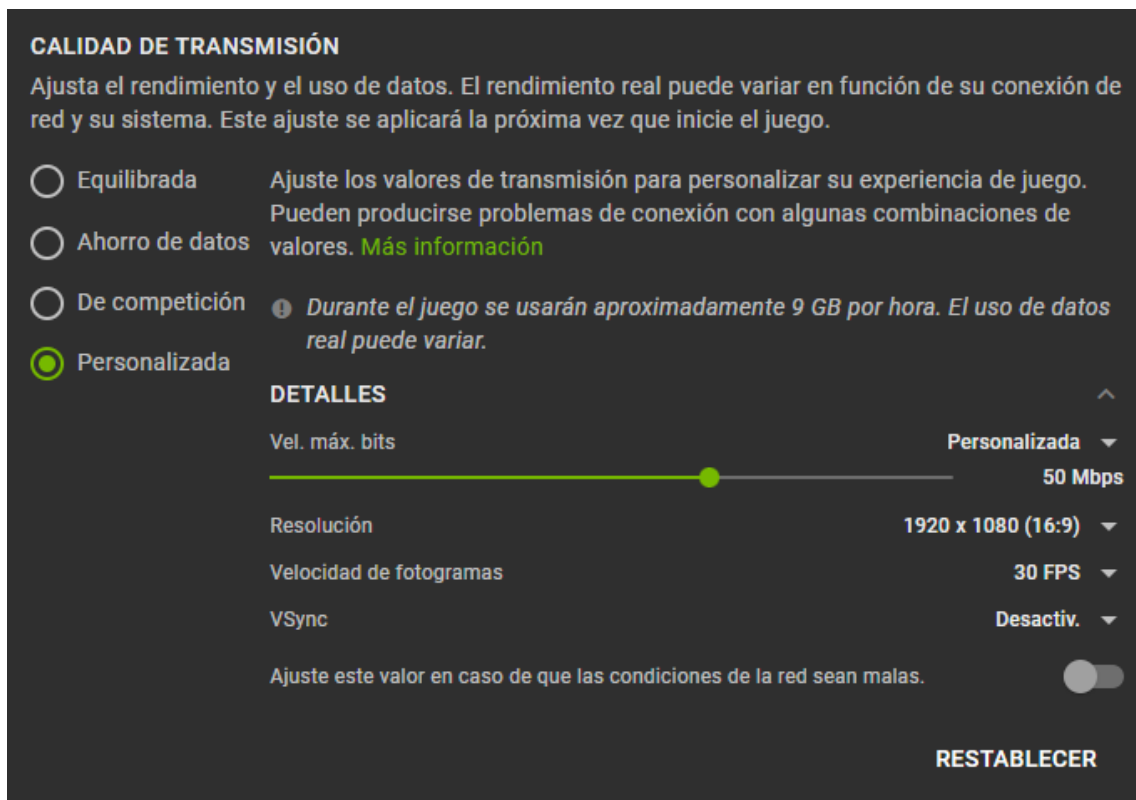 CALIDAD DE TRANSMISIÓN
Ajusta el rendimiento y el uso de datos. El rendimiento real puede variar en función de su conexión de
red y su sistema. Este ajuste se aplicará la próxima vez que inicie el juego.
Equilibrada
Ahorro de datos
De competición
Personalizada
Ajuste los valores de transmisión para personalizar su experiencia de juego.
Pueden producirse problemas de conexión con algunas combinaciones de
valores. Más información
Durante el juego se usarán aproximadamente 9 GB por hora. El uso de datos
real puede variar.
DETALLES
Vel. máx. bits Personalizada
50 Mbps
Resolución 1920 x 1080 (16:9)
Velocidad de fotogramas 30 FPS
VSync Desactiv.
Ajuste este valor en caso de que las condiciones de la red sean malas.
RESTABLECER